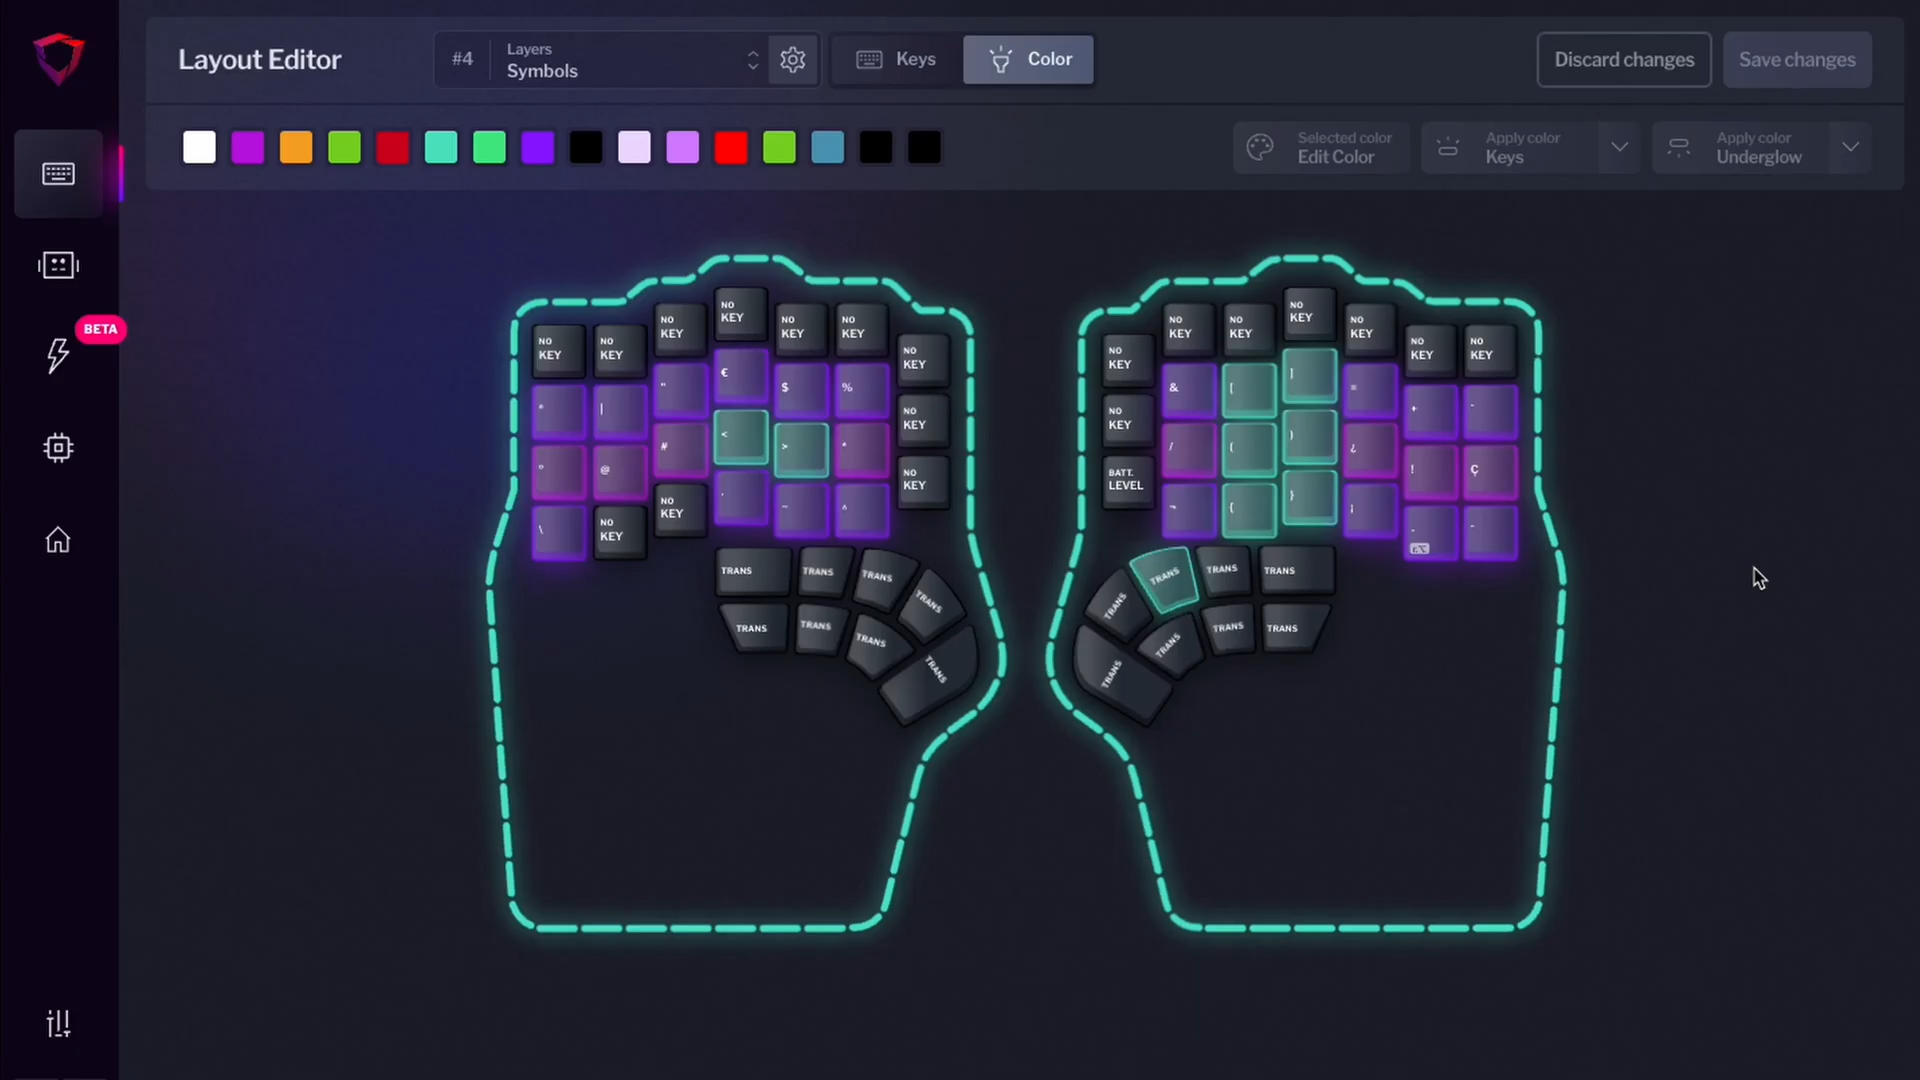 Layout Editor
#4
Layers
Symbols
Keys
Color
Discard changes
Save changes
Selected color
Edit Color
Apply color
Keys
Apply color
Underglow
BETA
NO
KEY
NO
KEY
NO
KEY
NO
KEY
NO
KEY
NO
KEY
NO
KEY
|
"
€
$
%
NO
KEY
º
@
#
<
>
*
NO
KEY
\
NO
KEY
NO
KEY
~
^
TRANS
TRANS
TRANS
TRANS
TRANS
TRANS
TRANS
TRANS
NO
KEY
NO
KEY
NO
KEY
NO
KEY
NO
KEY
NO
KEY
NO
KEY
NO
KEY
&
[
]
=
+
-
BATT.
LEVEL
/
(
)
¿
!
Ç
¬
{
}
¡
TRANS
TRANS
TRANS
TRANS
TRANS
TRANS
TRANS
TRANS